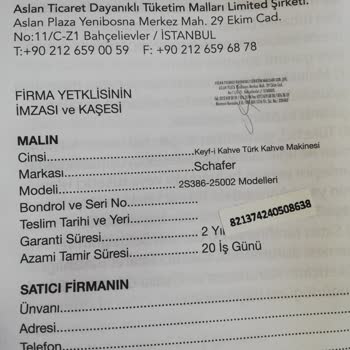 Aslan Ticaret Dayanıklı Tüketim Malları Limited Şirketi.
Aslan Plaza Yenibosna Merkez Mah. 29 Ekim Cad.
No:11/C-Z1 Bahçelievler / İSTANBUL
T:+90 212 659 00 59 F: +90 212 659 68 78
FİRMA YETKLİSİNİN
İMZASI ve KAŞESİ
MALIN
Cinsi..............................Keyf-i Kahve Türk Kahve Makinesi
Markası..............................Schafer
Modeli..............................2S386-25002 Modelleri
Bondrol ve Seri No..............................
Teslim Tarihi ve Yeri..............................
821374240508638
Garanti Süresi..............................2 Yıl
Azami Tamir Süresi..............................20 İş Günü
SATICI FİRMANIN
Ünvanı..............................
Adresi..............................
Telefon..............................